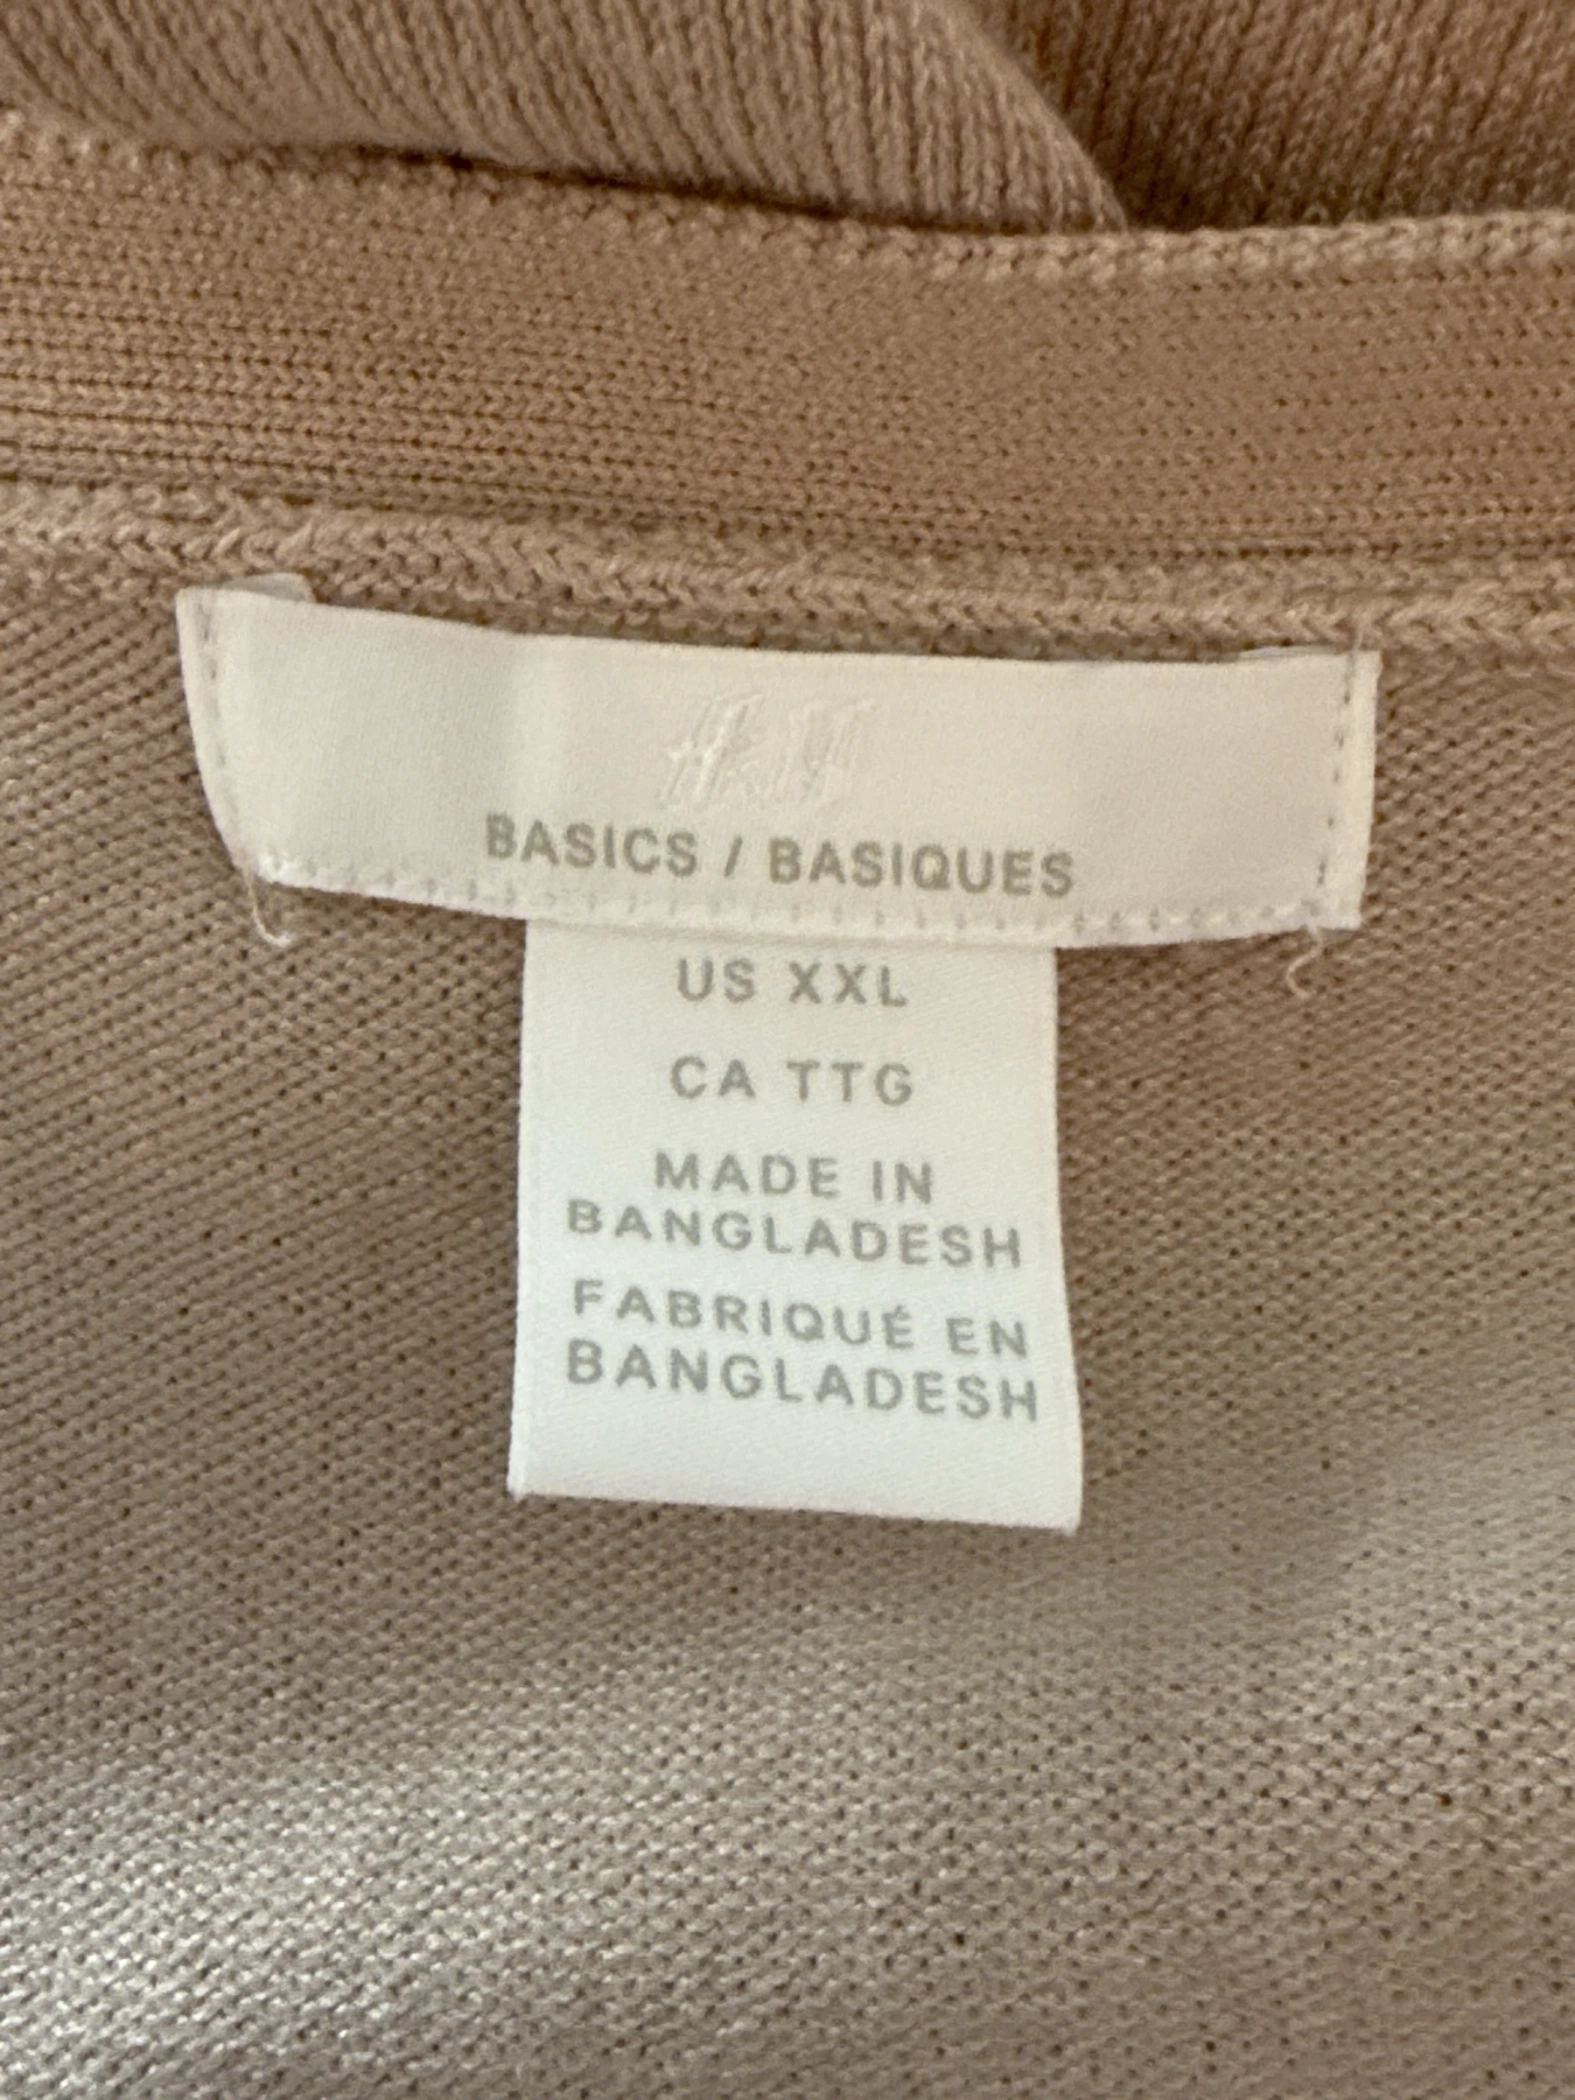 H&M
BASICS / BASIQUES
US XXL
CA TTG
MADE IN
BANGLADESH
FABRIQUÉ EN
BANGLADESH